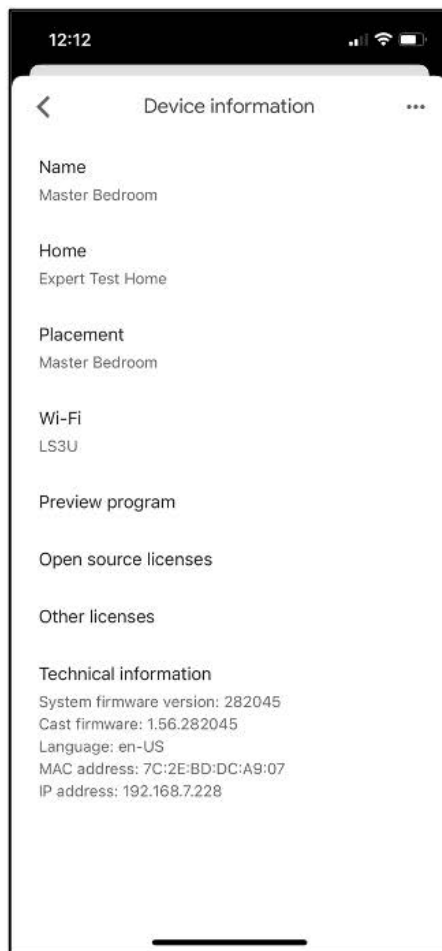 12:12
Device information
Name
Master Bedroom
Home
Expert Test Home
Placement
Master Bedroom
Wi-Fi
LS3U
Preview program
Open source licenses
Other licenses
Technical information
System firmware version: 282045
Cast firmware: 1.56.282045
Language: en-US
MAC address: 7C:2E:BD:DC:A9:07
IP address: 192.168.7.228